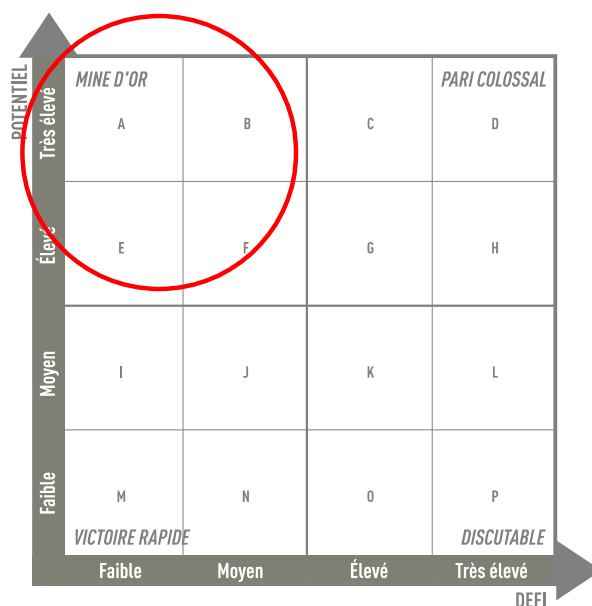 POTENTIEL
Très élevé
Élevé
Moyen
Faible
MINE D'OR
PARI COLOSSAL
A B C D
E F G H
I J K L
M N O P
VICTOIRE RAPIDE
DISCUTABLE
Faible Moyen Élevé Très élevé
DEFI